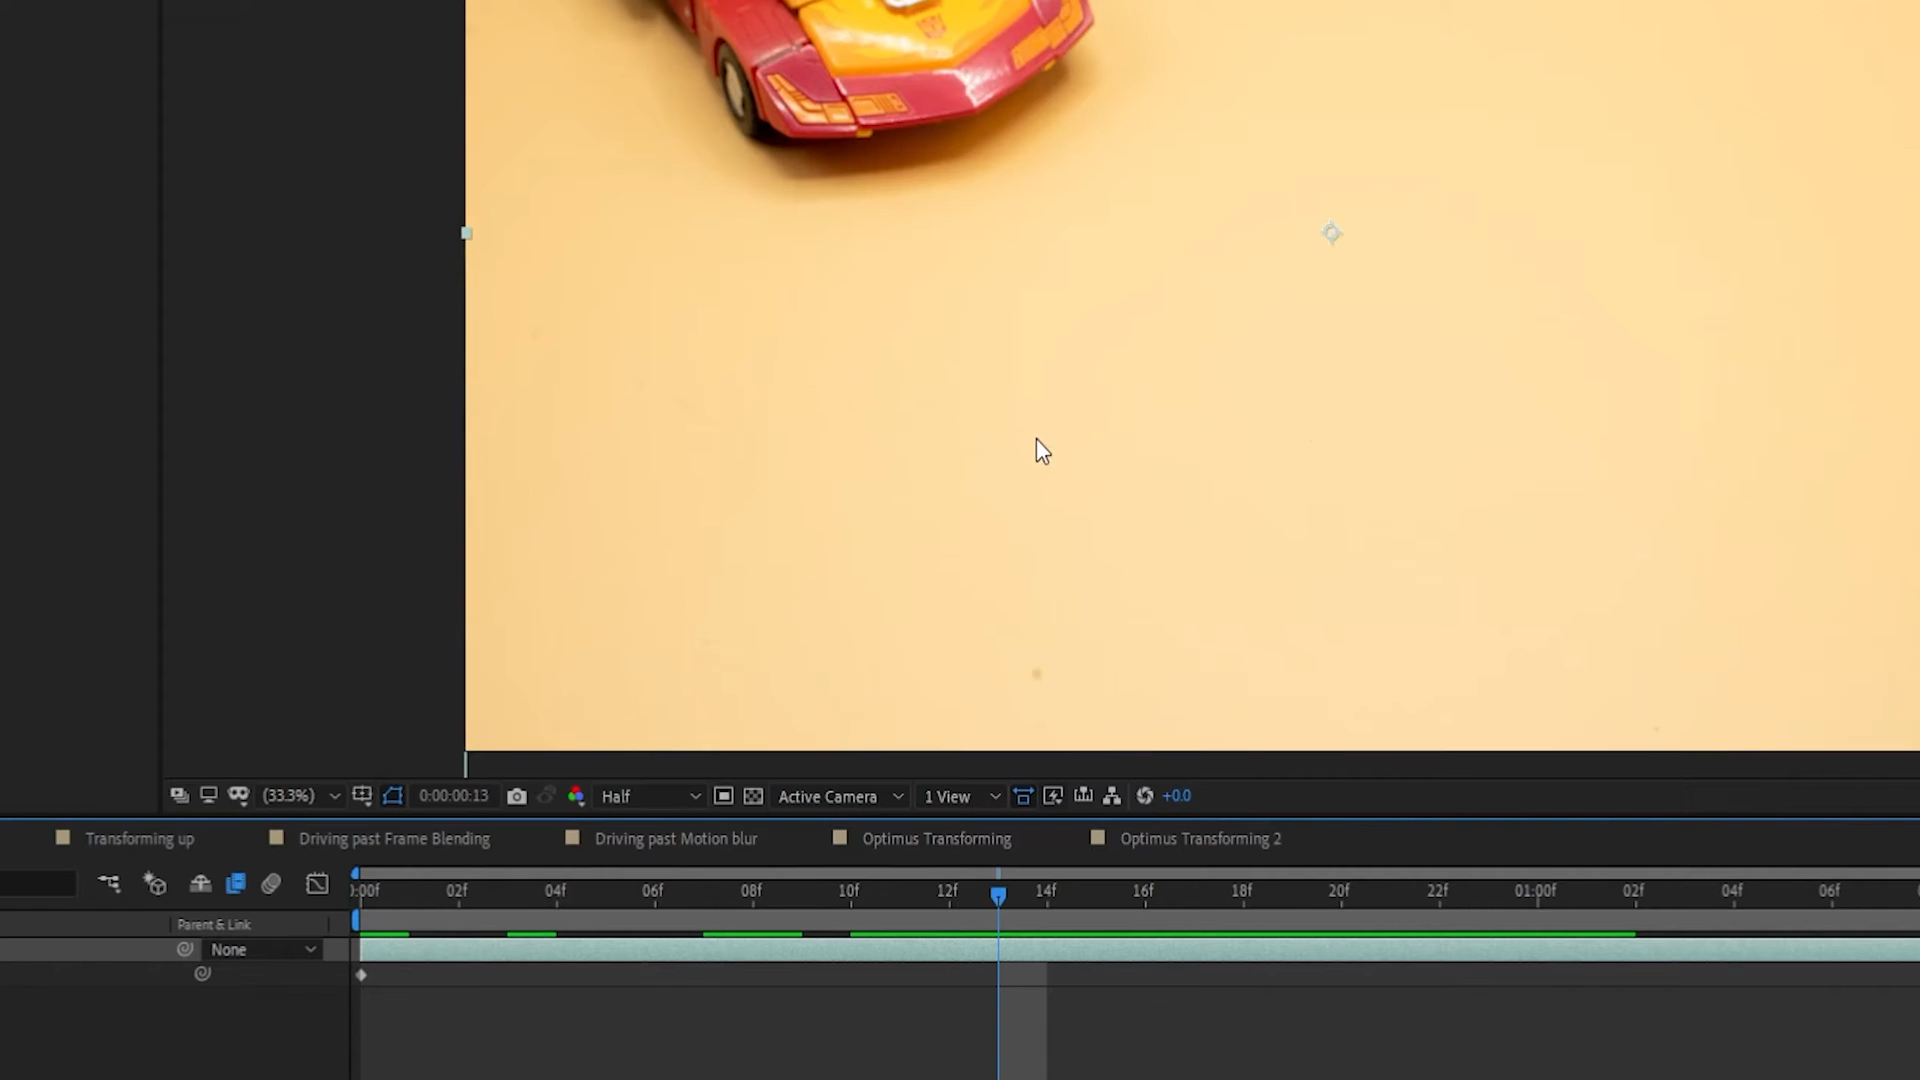 (33.3%) 0:00:00:13 Half Active Camera 1 View +0.0
Transforming up Driving past Frame Blending Driving past Motion blur Optimus Transforming Optimus Transforming 2
:00f 02f 04f 06f 08f 10f 12f 14f 16f 18f 20f 22f 01:00f 02f 04f 06f
Parent & Link
None